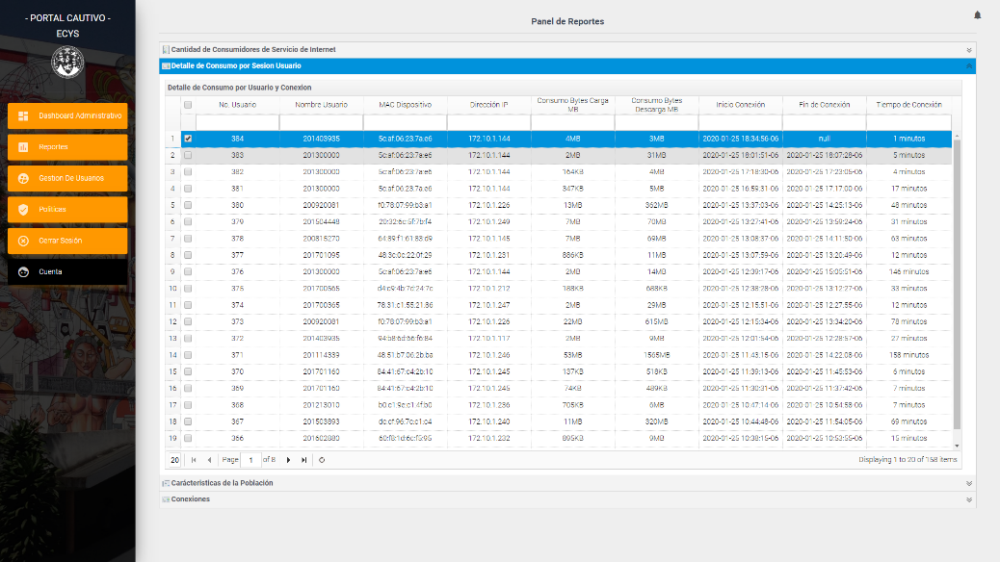 - PORTAL CAUTIVO -
ECYS
Dashboard Administrativo
Reportes
Gestion De Usuarios
Políticas
Cerrar Sesión
Cuenta
Panel de Reportes
Cantidad de Consumidores de Servicio de Internet
Detalle de Consumo por Sesion Usuario
Detalle de Consumo por Usuario y Conexion
No. Usuario Nombre Usuario MAC Dispositivo Dirección IP Consumo Bytes Carga MB Consumo Bytes Descarga MB Inicio Conexión Fin de Conexión Tiempo de Conexión
1 384 201403935 5c:af:06:23:7a:e6 172.10.1.144 4MB 3MB 2020-01-25 18:34:56-06 null 1 minutos
2 383 201300000 5c:af:06:23:7a:e6 172.10.1.144 2MB 31MB 2020-01-25 18:01:51-06 2020-01-25 18:07:28-06 5 minutos
3 382 201300000 5c:af:06:23:7a:e6 172.10.1.144 164KB 4MB 2020-01-25 17:18:30-06 2020-01-25 17:23:05-06 4 minutos
4 381 201300000 5c:af:06:23:7a:e6 172.10.1.144 347KB 5MB 2020-01-25 16:59:31-06 2020-01-25 17:17:00-06 17 minutos
5 380 200920081 f0:78:07:99:b3:a1 172.10.1.226 13MB 362MB 2020-01-25 13:37:03-06 2020-01-25 14:25:13-06 48 minutos
6 379 201504448 20:32:6c:5f:7b:f4 172.10.1.249 7MB 70MB 2020-01-25 13:27:41-06 2020-01-25 13:59:24-06 31 minutos
7 378 200815270 64:89:f1:61:83:d9 172.10.1.145 7MB 69MB 2020-01-25 13:08:37-06 2020-01-25 14:11:50-06 63 minutos
8 377 201701095 48:3c:0c:22:0f:29 172.10.1.231 886KB 11MB 2020-01-25 13:07:59-06 2020-01-25 13:20:49-06 12 minutos
9 376 201300000 5c:af:06:23:7a:e6 172.10.1.144 2MB 14MB 2020-01-25 12:39:17-06 2020-01-25 15:05:51-06 146 minutos
10 375 201700565 d4:c9:4b:7c:24:7c 172.10.1.212 188KB 688KB 2020-01-25 12:38:28-06 2020-01-25 13:12:27-06 33 minutos
11 374 201700365 78:31:c1:55:21:86 172.10.1.247 2MB 29MB 2020-01-25 12:15:51-06 2020-01-25 12:27:55-06 12 minutos
12 373 200920081 f0:78:07:99:b3:a1 172.10.1.226 22MB 615MB 2020-01-25 12:15:34-06 2020-01-25 13:34:20-06 78 minutos
13 372 201403935 94:b8:6d:66:f6:84 172.10.1.117 2MB 9MB 2020-01-25 12:01:54-06 2020-01-25 12:28:57-06 27 minutos
14 371 201114339 48:51:b7:06:2b:ba 172.10.1.246 53MB 1565MB 2020-01-25 11:43:15-06 2020-01-25 14:22:08-06 158 minutos
15 370 201701160 84:41:67:c4:2b:10 172.10.1.245 137KB 518KB 2020-01-25 11:39:13-06 2020-01-25 11:45:53-06 6 minutos
16 369 201701160 84:41:67:c4:2b:10 172.10.1.245 74KB 489KB 2020-01-25 11:30:31-06 2020-01-25 11:37:42-06 7 minutos
17 368 201213010 b0:c1:9e:c1:4f:b0 172.10.1.236 705KB 6MB 2020-01-25 10:47:14-06 2020-01-25 10:54:58-06 7 minutos
18 367 201503893 dc:cf:96:7c:c1:c4 172.10.1.240 11MB 320MB 2020-01-25 10:44:48-06 2020-01-25 11:54:05-06 69 minutos
19 366 201602880 60:f8:1d:6c:f5:95 172.10.1.232 895KB 9MB 2020-01-25 10:38:15-06 2020-01-25 10:53:55-06 15 minutos
20 Page 1 of 8 Displaying 1 to 20 of 158 items
Carácteristicas de la Población
Conexiones